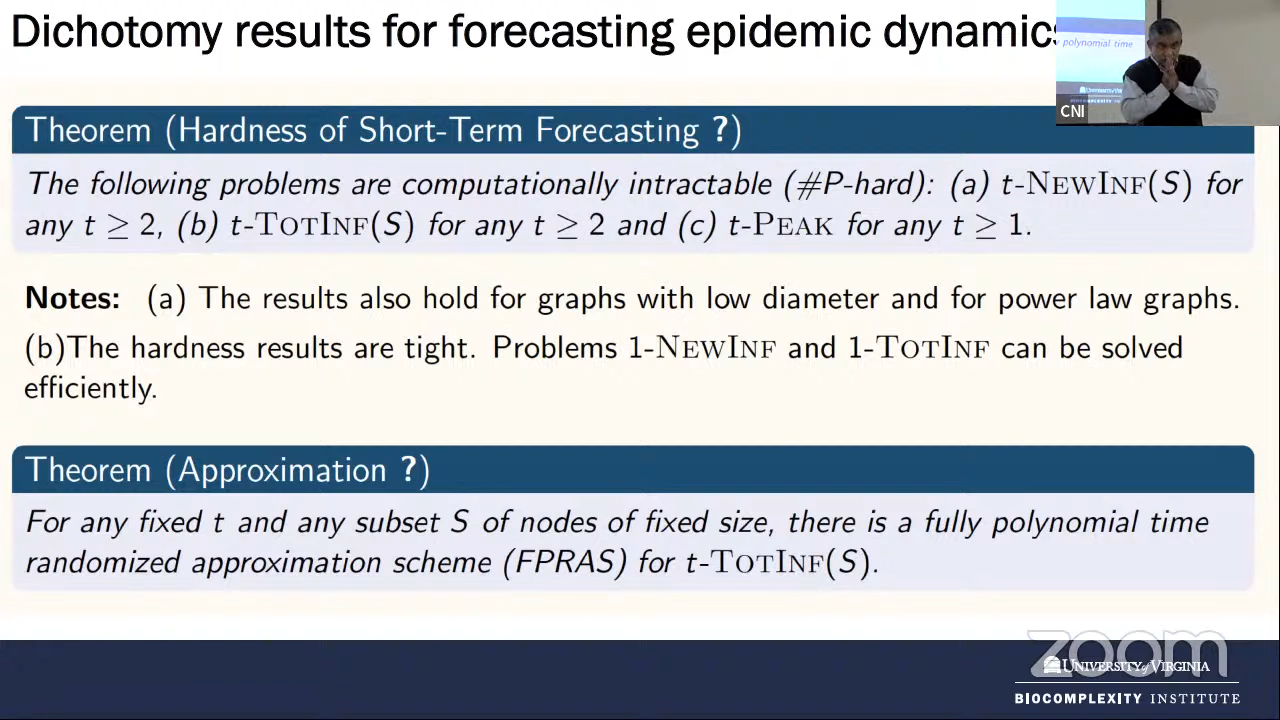 Dichotomy results for forecasting epidemic dynamics
polynomial time
CNI
Theorem (Hardness of Short-Term Forecasting ?)
The following problems are computationally intractable (#P-hard): (a) t-NEWINF(S) for
any t ≥ 2, (b) t-TOTINF(S) for any t ≥ 2 and (c) t-PEAK for any t ≥ 1.
Notes: (a) The results also hold for graphs with low diameter and for power law graphs.
(b)The hardness results are tight. Problems 1-NEWINF and 1-TOTINF can be solved
efficiently.
Theorem (Approximation ?)
For any fixed t and any subset S of nodes of fixed size, there is a fully polynomial time
randomized approximation scheme (FPRAS) for t-TOTINF(S).
zoom
UNIVERSITY of VIRGINIA
BIOCOMPLEXITY INSTITUTE